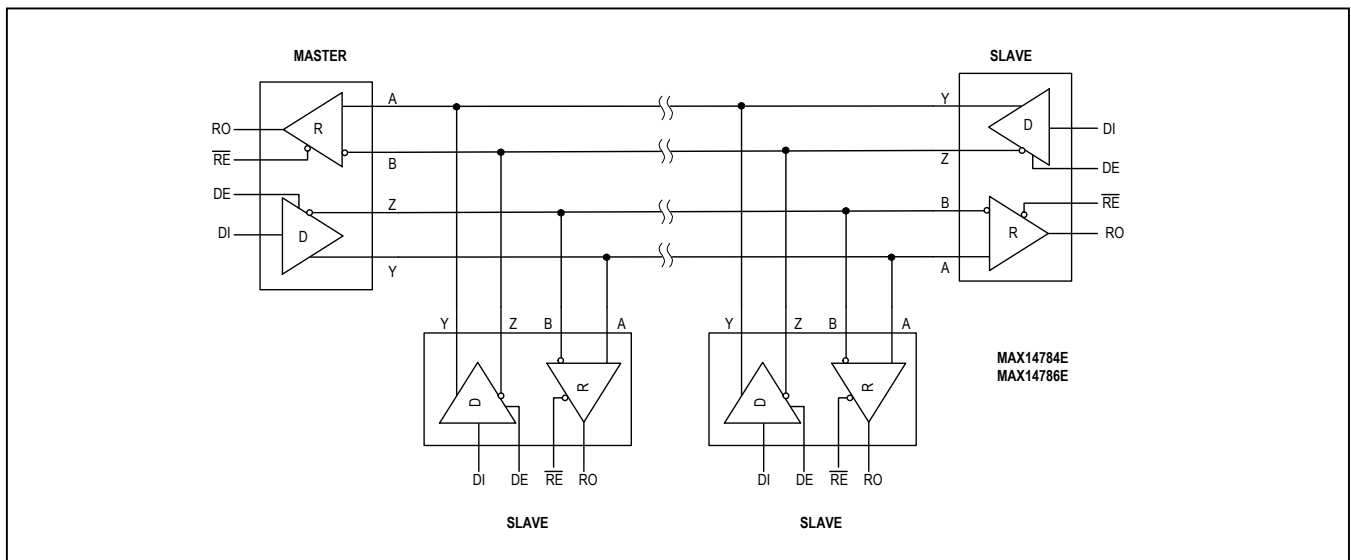 MASTER
SLAVE
A
Y
RO
R
D
DI
RE
B
Z
DE
DE
Z
B
RE
DI
D
R
RO
Y
A
Y Z B A
Y Z B A
MAX14784E
MAX14786E
D
R
D
R
DI DE RE RO
DI DE RE RO
SLAVE
SLAVE